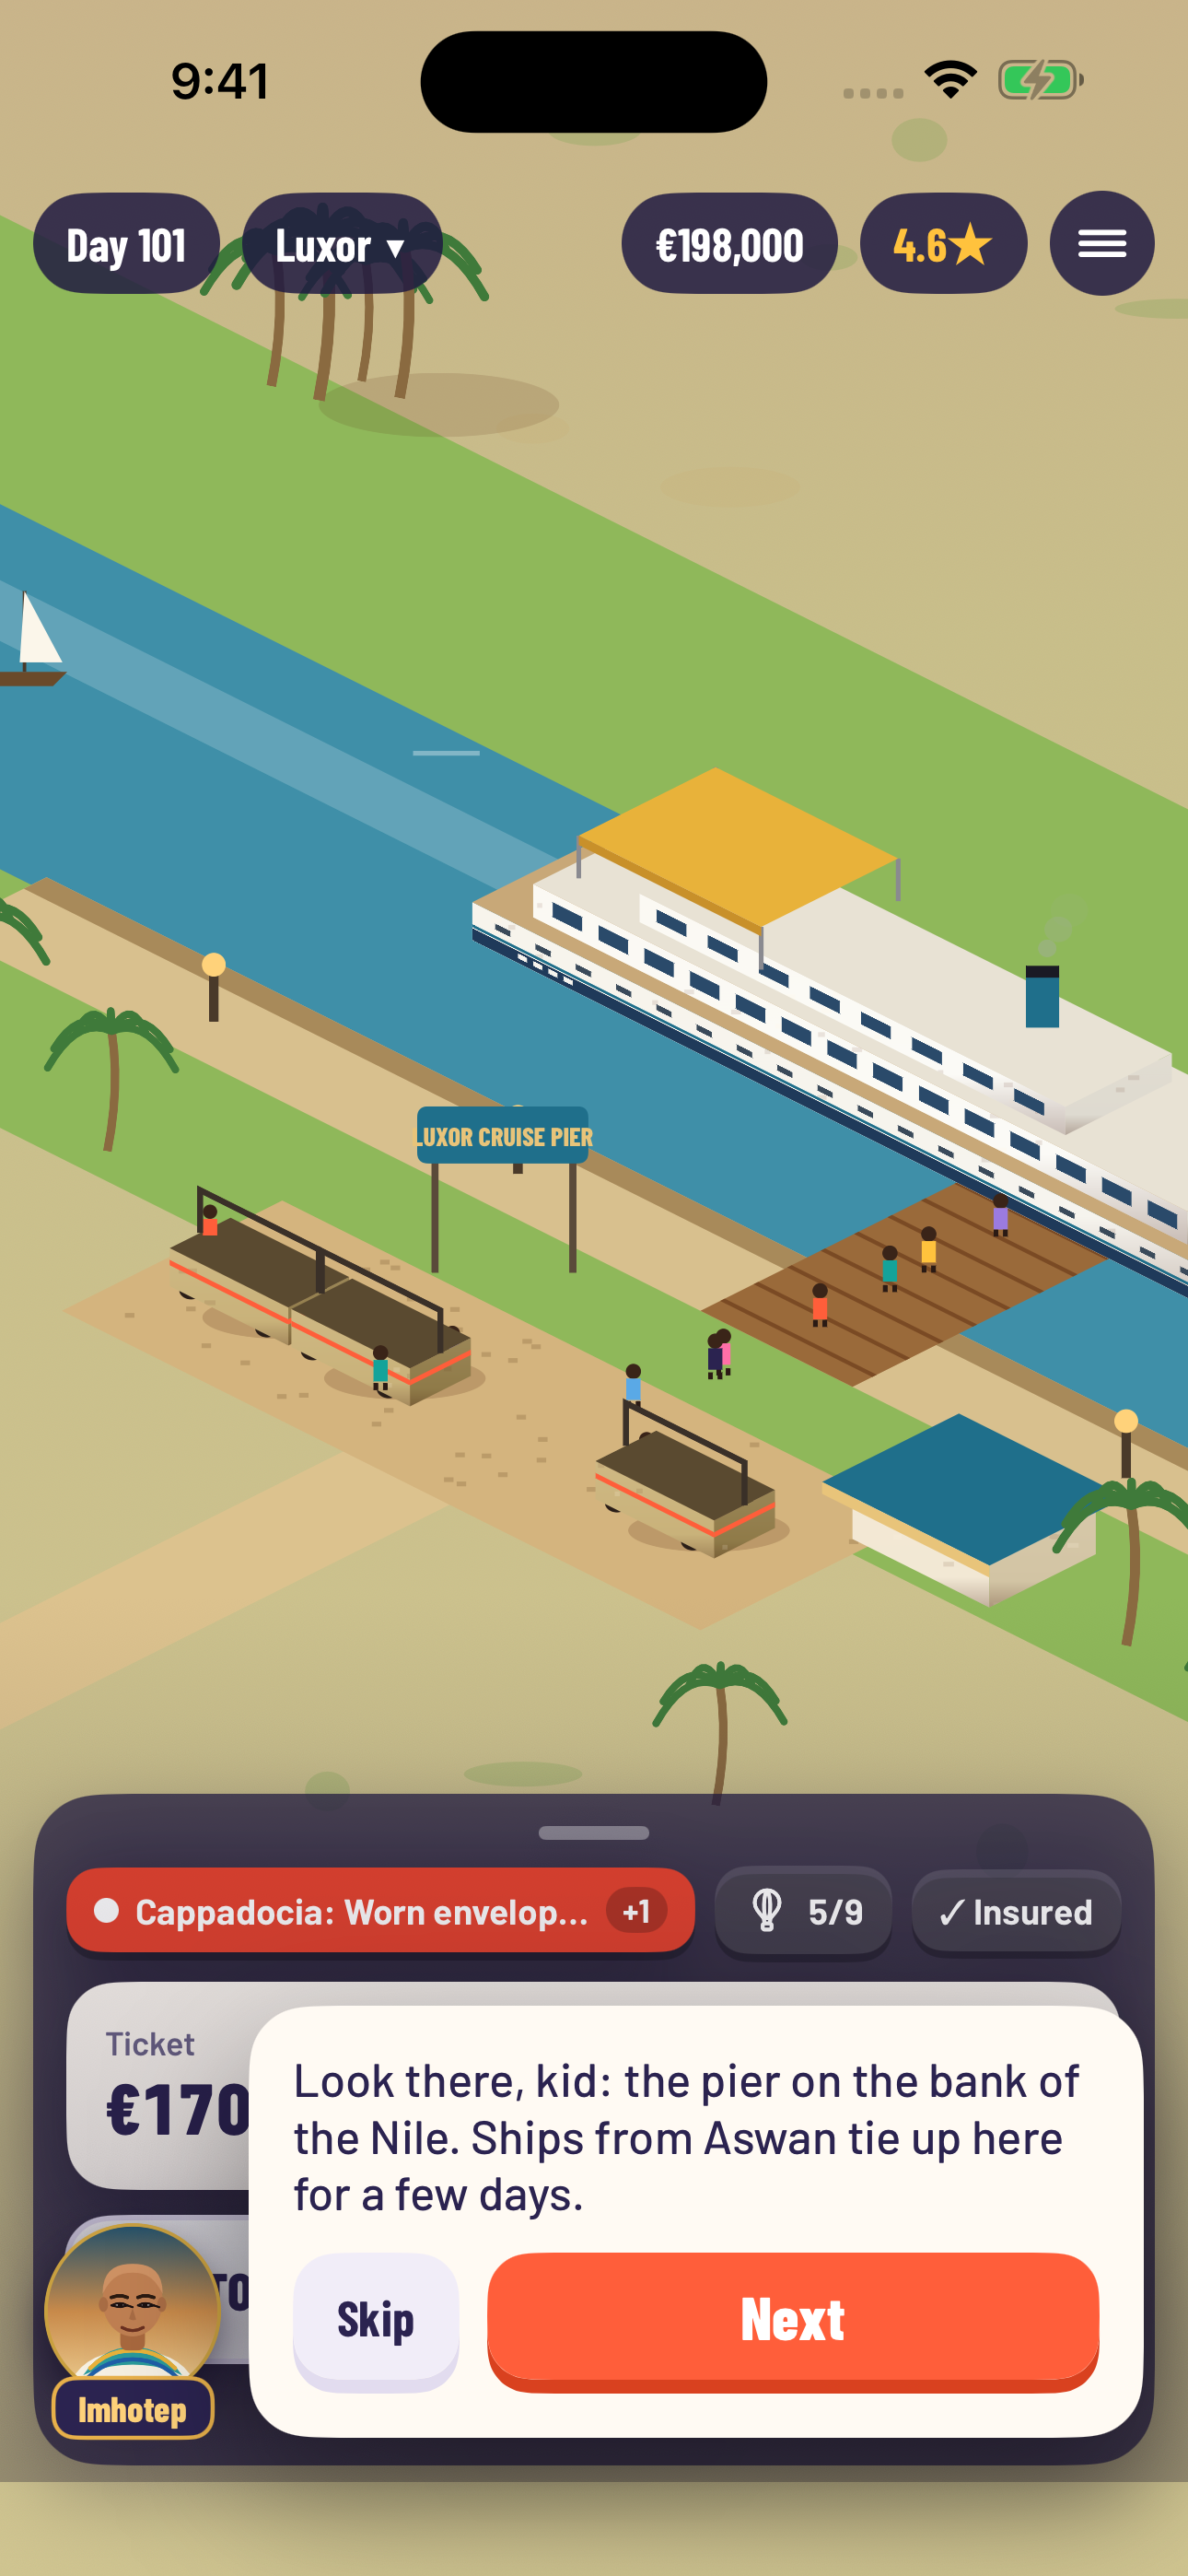 9:41
Day 101
Luxor ▾
€198,000
4.6★
LUXOR CRUISE PIER
Cappadocia: Worn envelop...
+1
5/9
✓ Insured
Ticket
€170
Look there, kid: the pier on the bank of
the Nile. Ships from Aswan tie up here
for a few days.
Skip
Next
Imhotep